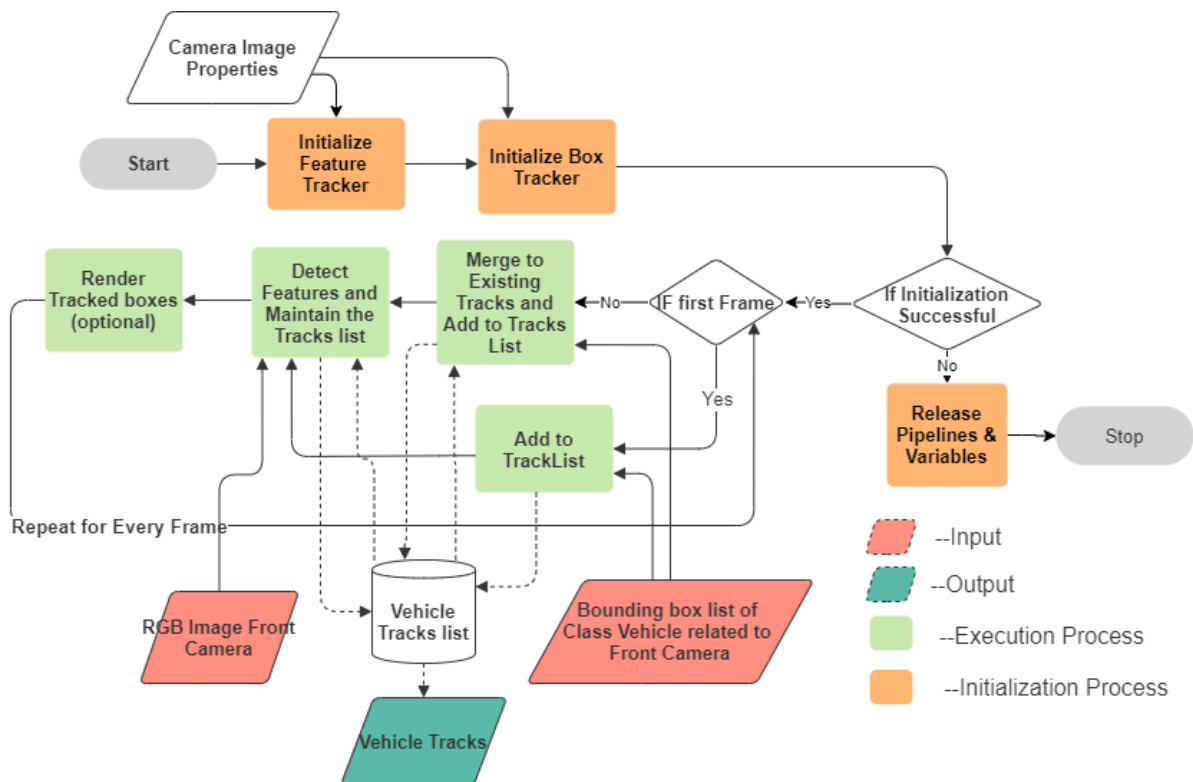 Camera Image
Properties
Start
Initialize
Feature
Tracker
Initialize Box
Tracker
Render
Tracked boxes
(optional)
Detect
Features and
Maintain the
Tracks list
Merge to
Existing
Tracks and
Add to Tracks
List
No
IF first Frame
Yes
If Initialization
Successful
Yes
No
Add to
TrackList
Release
Pipelines &
Variables
Stop
Repeat for Every Frame
RGB Image Front
Camera
Vehicle
Tracks list
Bounding box list of
Class Vehicle related to
Front Camera
Vehicle Tracks
--Input
--Output
--Execution Process
--Initialization Process